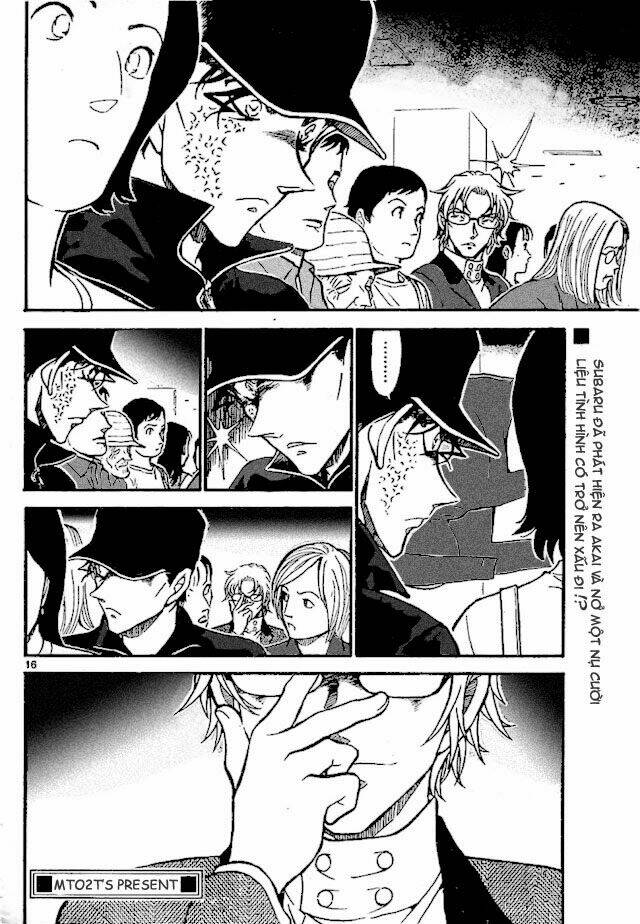 .........
SUBARU ĐÃ PHÁT HIỆN RA AKAI VÀ NỞ MỘT NỤ CƯỜI
LIỆU TÌNH HÌNH CÓ TRỞ NÊN XẤU ĐI !?
16
MTO2T'S PRESENT